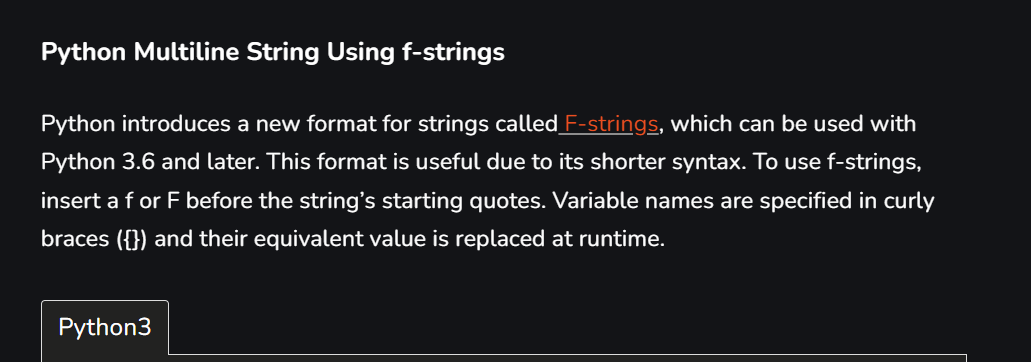 Python Multiline String Using f-strings
Python introduces a new format for strings called F-strings, which can be used with
Python 3.6 and later. This format is useful due to its shorter syntax. To use f-strings,
insert a f or F before the string’s starting quotes. Variable names are specified in curly
braces ({}) and their equivalent value is replaced at runtime.
Python3